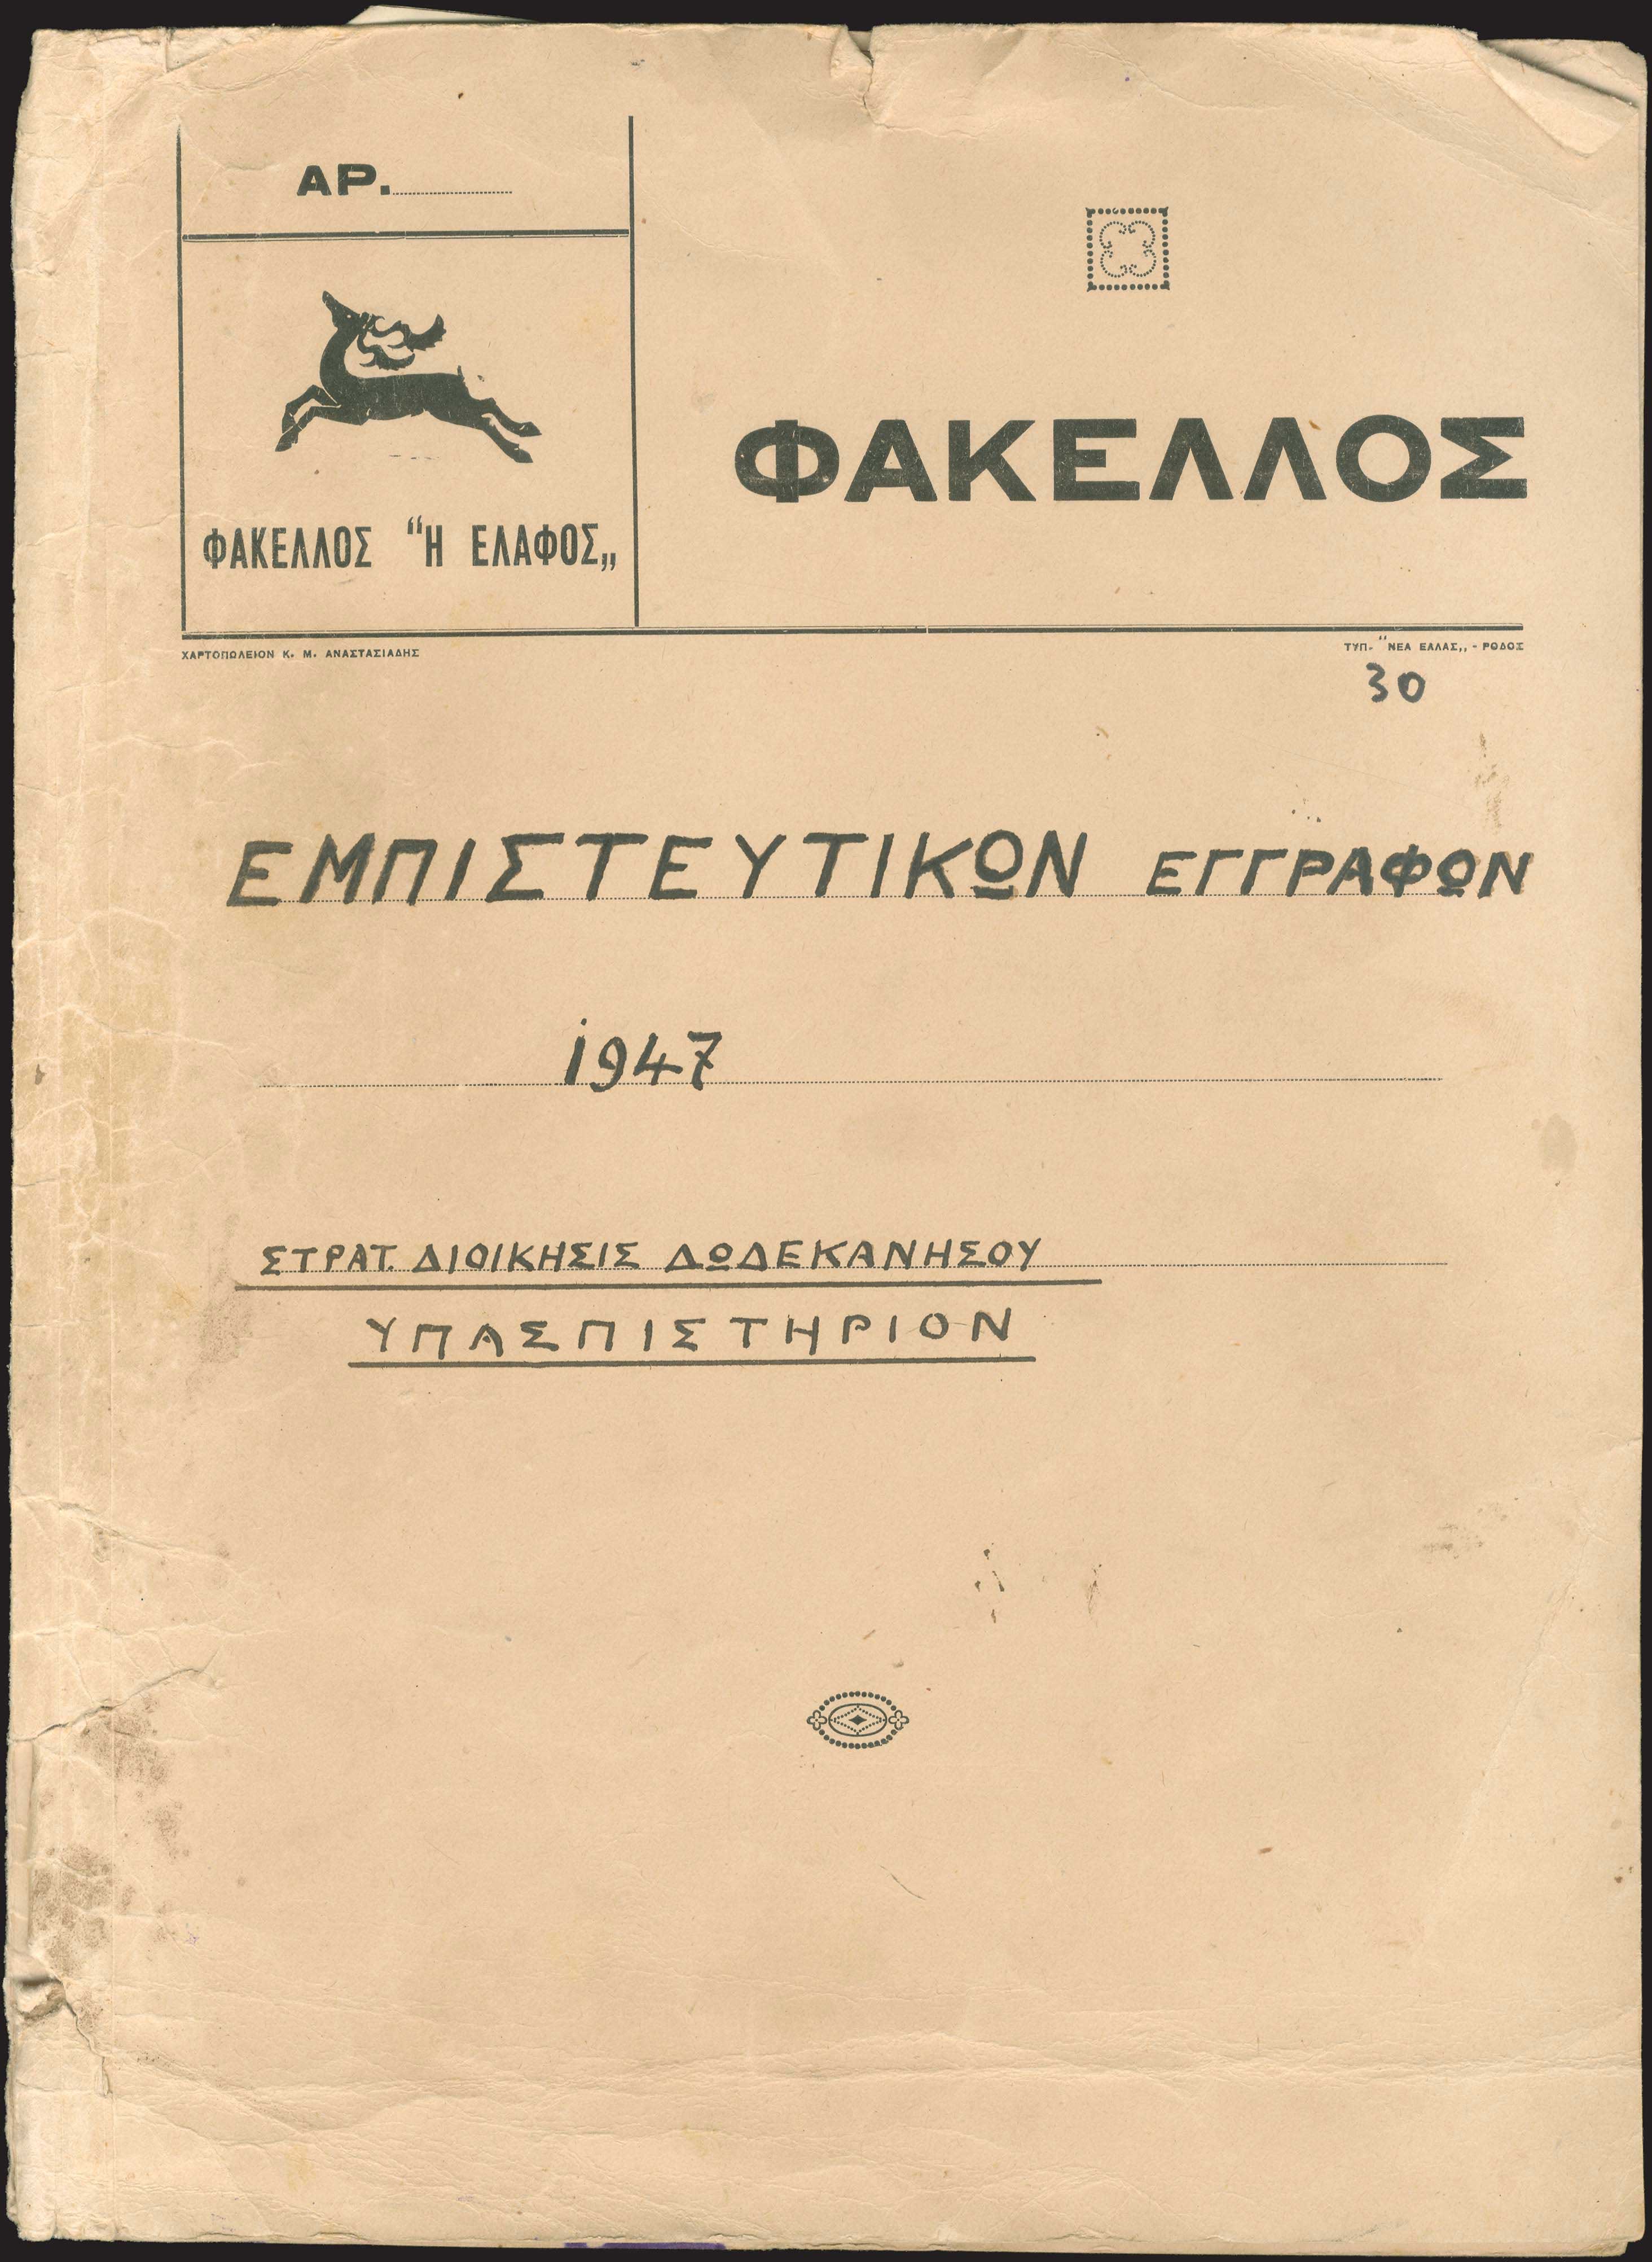 ΑΡ.
ΦΑΚΕΛΛΟΣ "Η ΕΛΑΦΟΣ„
ΦΑΚΕΛΛΟΣ
ΧΑΡΤΟΠΩΛΕΙΟΝ Κ. Μ. ΑΝΑΣΤΑΣΙΑΔΗΣ
ΤΥΠ. "ΝΕΑ ΕΛΛΑΣ„ - ΡΟΔΟΣ
30
ΕΜΠΙΣΤΕΥΤΙΚΩΝ ΕΓΓΡΑΦΩΝ
1947
ΣΤΡΑΤ. ΔΙΟΙΚΗΣΙΣ ΔΩΔΕΚΑΝΗΣΟΥ
ΥΠΑΣΠΙΣΤΗΡΙΟΝ